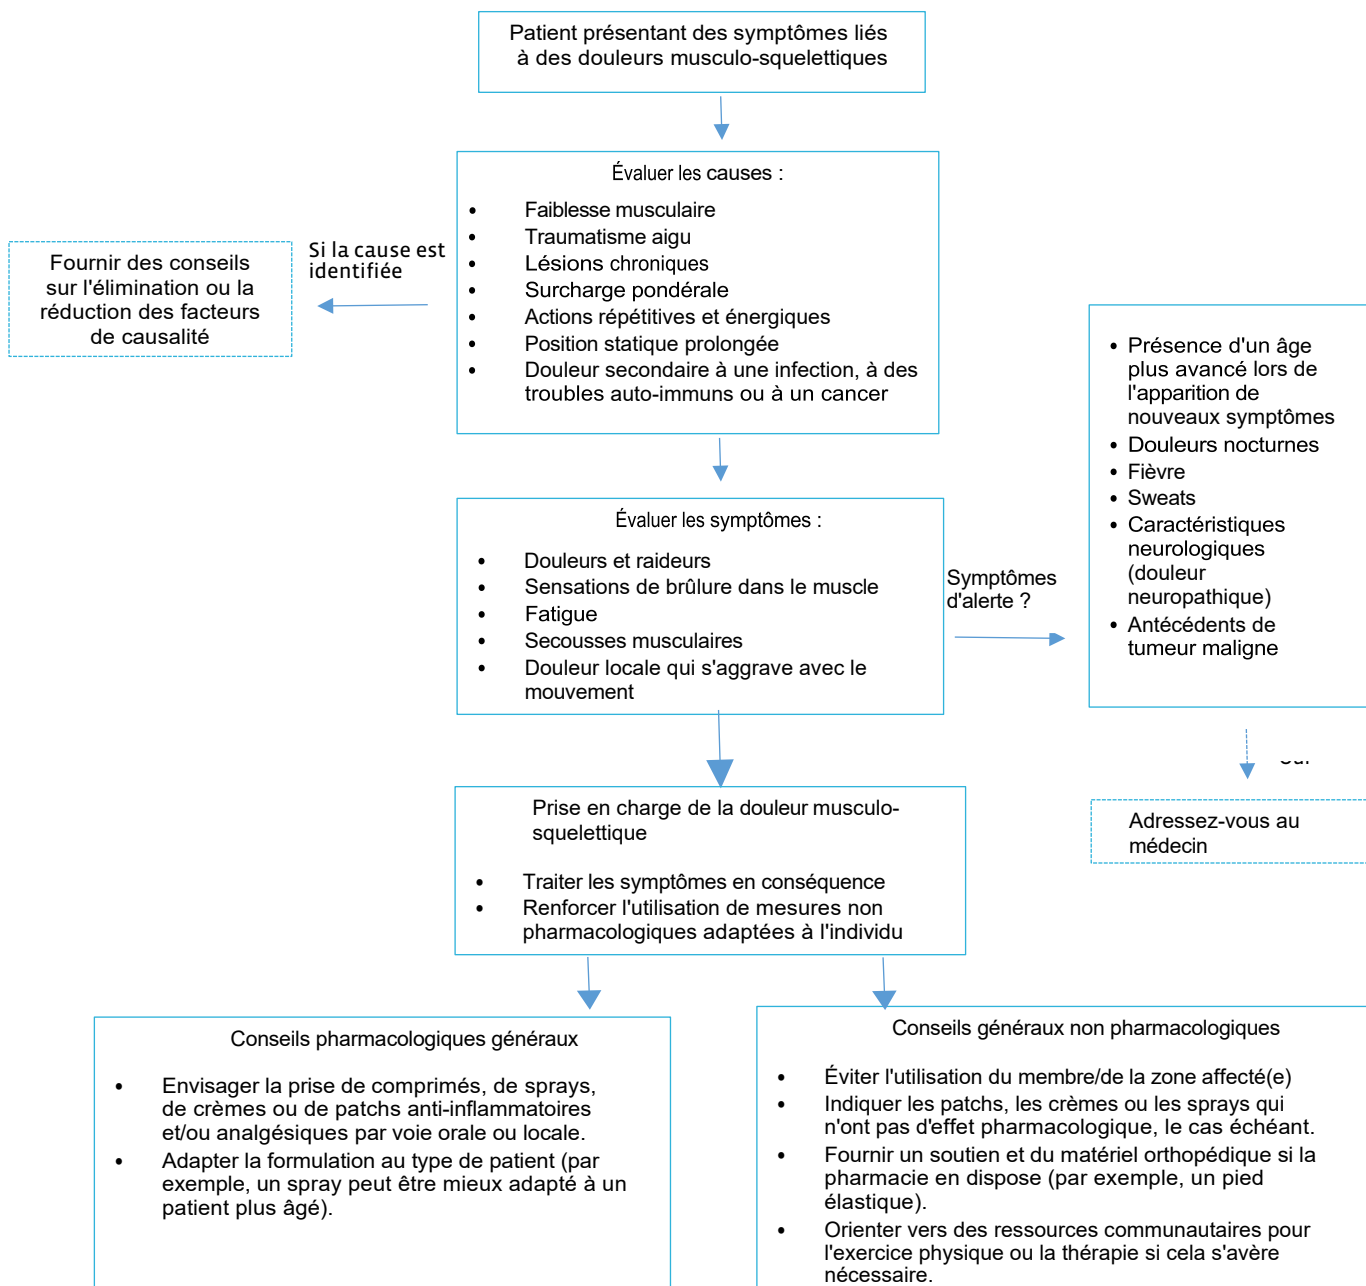 Patient présentant des symptômes liés
à des douleurs musculo-squelettiques
Évaluer les causes :
• Faiblesse musculaire
• Traumatisme aigu
• Lésions chroniques
• Surcharge pondérale
• Actions répétitives et énergiques
• Position statique prolongée
• Douleur secondaire à une infection, à des
troubles auto-immuns ou à un cancer
Si la cause est
identifiée
Fournir des conseils
sur l'élimination ou la
réduction des facteurs
de causalité
Évaluer les symptômes :
• Douleurs et raideurs
• Sensations de brûlure dans le muscle
• Fatigue
• Secousses musculaires
• Douleur locale qui s'aggrave avec le
mouvement
Symptômes
d'alerte ?
• Présence d'un âge
plus avancé lors de
l'apparition de
nouveaux symptômes
• Douleurs nocturnes
• Fièvre
• Sweats
• Caractéristiques
neurologiques
(douleur
neuropathique)
• Antécédents de
tumeur maligne
Adressez-vous au
médecin
Prise en charge de la douleur musculo-
squelettique
• Traiter les symptômes en conséquence
• Renforcer l'utilisation de mesures non
pharmacologiques adaptées à l'individu
Conseils pharmacologiques généraux
• Envisager la prise de comprimés, de sprays,
de crèmes ou de patchs anti-inflammatoires
et/ou analgésiques par voie orale ou locale.
• Adapter la formulation au type de patient (par
exemple, un spray peut être mieux adapté à un
patient plus âgé).
Conseils généraux non pharmacologiques
• Éviter l'utilisation du membre/de la zone affecté(e)
• Indiquer les patchs, les crèmes ou les sprays qui
n'ont pas d'effet pharmacologique, le cas échéant.
• Fournir un soutien et du matériel orthopédique si la
pharmacie en dispose (par exemple, un pied
élastique).
• Orienter vers des ressources communautaires pour
l'exercice physique ou la thérapie si cela s'avère
nécessaire.